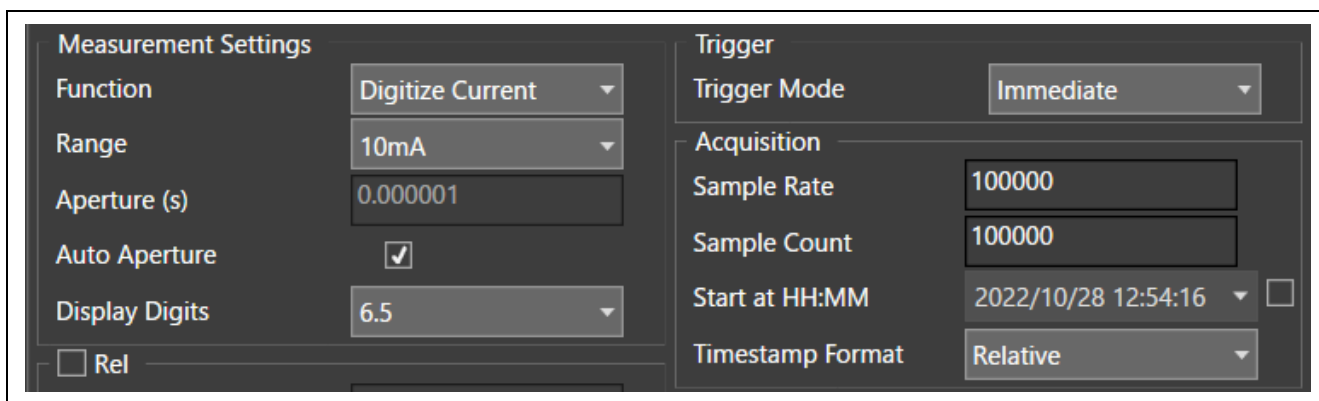 Measurement Settings
Function Digitize Current
Range 10mA
Aperture (s) 0.000001
Auto Aperture
Display Digits 6.5
Rel
Trigger
Trigger Mode Immediate
Acquisition
Sample Rate 100000
Sample Count 100000
Start at HH:MM 2022/10/28 12:54:16
Timestamp Format Relative